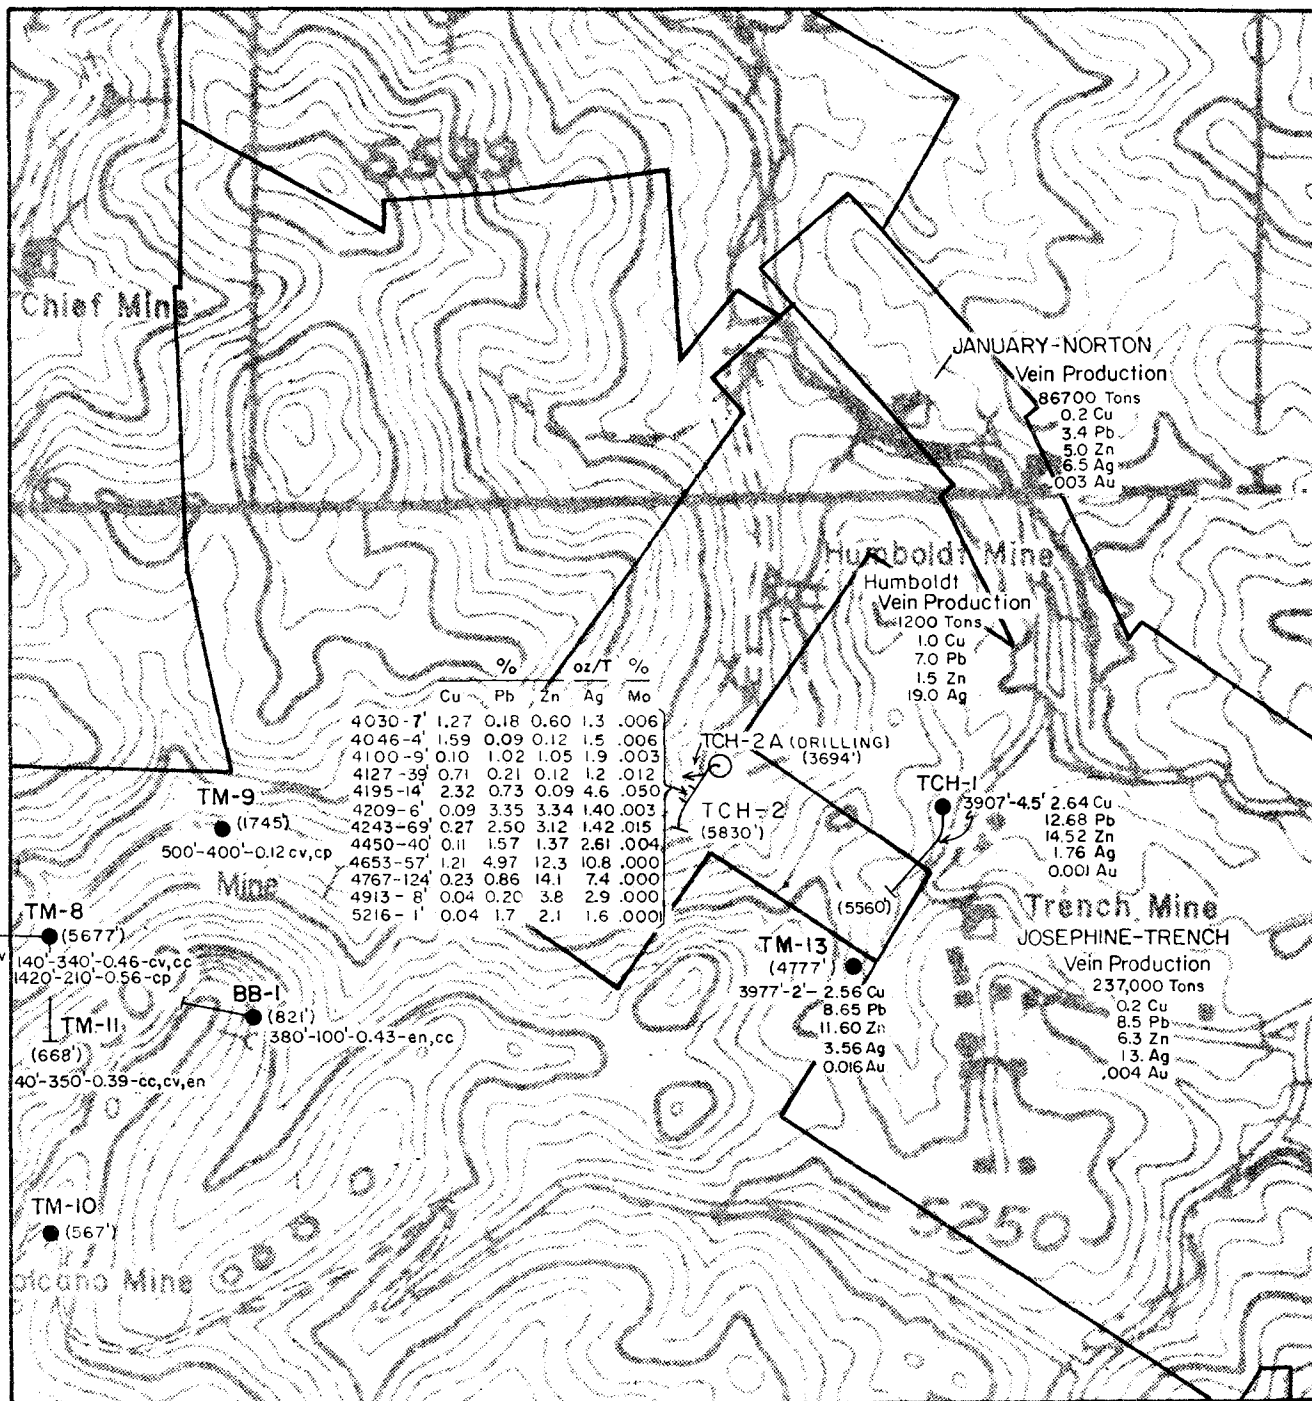 5599
Chief Mine
JANUARY-NORTON
Vein Production
86700 Tons
0.2 Cu
3.4 Pb
5.0 Zn
6.5 Ag
.003 Au
Humboldt Mine
Humboldt
Vein Production
1200 Tons
1.0 Cu
7.0 Pb
1.5 Zn
19.0 Ag
% oz/T %
Cu Pb Zn Ag Mo
4030-7' 1.27 0.18 0.60 1.3 .006
4046-4' 1.59 0.09 0.12 1.5 .006
4100-9' 0.10 1.02 1.05 1.9 .003
4127-39' 0.71 0.21 0.12 1.2 .012
4195-14' 2.32 0.73 0.09 4.6 .050
4209-6' 0.09 3.35 3.34 1.40 .003
4243-69' 0.27 2.50 3.12 1.42 .015
4450-40' 0.11 1.57 1.37 2.61 .004
4653-57' 1.21 4.97 12.3 10.8 .000
4767-124' 0.23 0.86 14.1 7.4 .000
4913-8' 0.04 0.20 3.8 2.9 .000
5216-1' 0.04 1.7 2.1 1.6 .000
TCH-2A (DRILLING)
(3694')
TCH-2
(5830')
TCH-1
3907'-4.5' 2.64 Cu
12.68 Pb
14.52 Zn
1.76 Ag
0.001 Au
(5560')
TM-9
(1745')
500'-400'-0.12 cv,cp
Mine
TM-8
(5677')
140'-340'-0.46-cv,cc
1420'-210'-0.56-cp
BB-1
(821')
380'-100'-0.43-en,cc
TM-11
(668')
40'-350'-0.39-cc,cv,en
TM-13
(4777')
3977'-2'-2.56 Cu
8.65 Pb
11.60 Zn
3.56 Ag
0.016 Au
Trench Mine
JOSEPHINE-TRENCH
Vein Production
237,000 Tons
0.2 Cu
8.5 Pb
6.3 Zn
13. Ag
.004 Au
TM-10
(567')
olcano Mine
5250